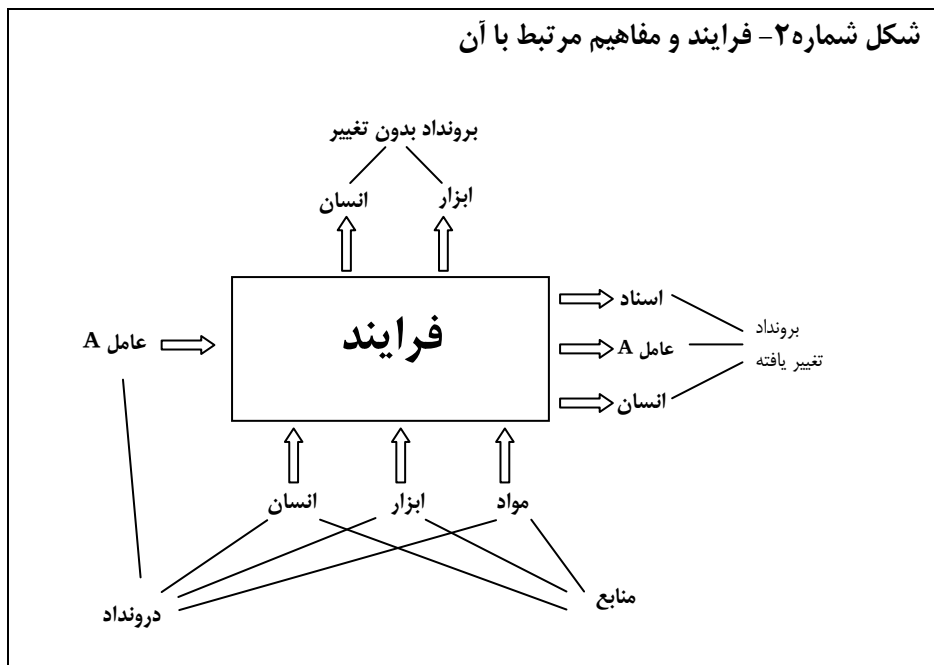 شکل شماره۲- فرایند و مفاهیم مرتبط با آن
برونداد بدون تغییر
ابزار
انسان
فرایند
عامل A
اسناد
عامل A
انسان
برونداد
تغییر یافته
مواد
ابزار
انسان
منابع
درونداد